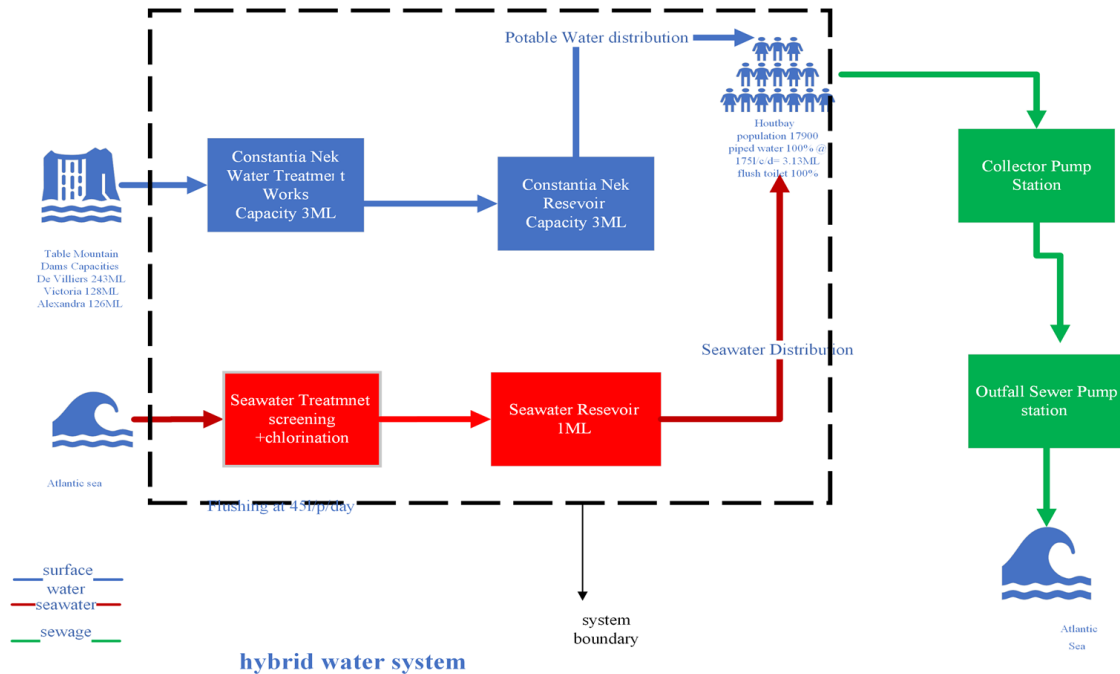 Potable Water distribution
Houtbay
population 17900
piped water 100% @
175l/c/d= 3.13ML
flush toilet 100%
Constantia Nek
Water Treatment
Works
Capacity 3ML
Constantia Nek
Resevoir
Capacity 3ML
Collector Pump
Station
Table Mountain
Dams Capacities
De Villiers 243ML
Victoria 128ML
Alexandra 126ML
Seawater Distribution
Seawater Treatmnet
screening
+chlorination
Seawater Resevoir
1ML
Outfall Sewer Pump
station
Atlantic sea
Flushing at 45l/p/day
surface
water
seawater
sewage
system
boundary
Atlantic
Sea
hybrid water system